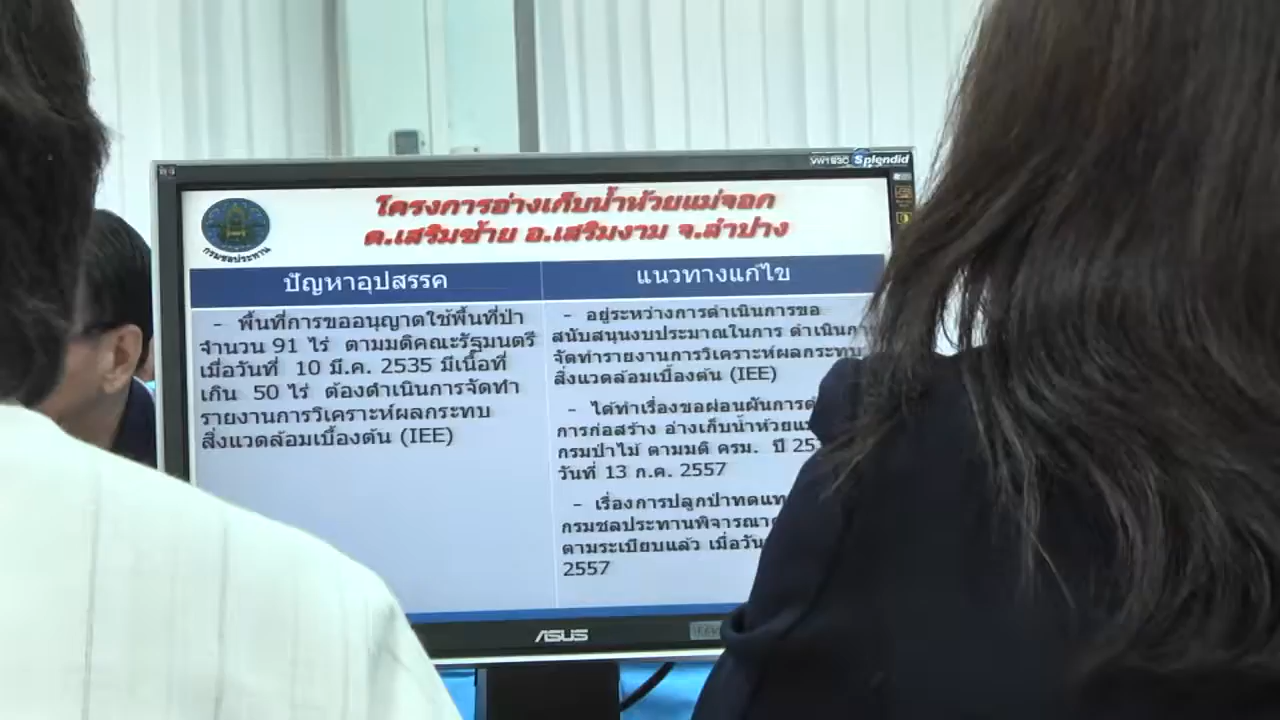 VW193C Splendid
โครงการอ่างเก็บน้ำห้วยแม่จอก
ต.เสริมซ้าย อ.เสริมงาม จ.ลำปาง
กรมชลประทาน
ปัญหาอุปสรรค
- พื้นที่การขออนุญาตใช้พื้นที่ป่า
จำนวน 91 ไร่ ตามมติคณะรัฐมนตรี
เมื่อวันที่ 10 มี.ค. 2535 มีเนื้อที่
เกิน 50 ไร่ ต้องดำเนินการจัดทำ
รายงานการวิเคราะห์ผลกระทบ
สิ่งแวดล้อมเบื้องต้น (IEE)
แนวทางแก้ไข
- อยู่ระหว่างการดำเนินการขอ
สนับสนุนงบประมาณในการ ดำเนินกา
จัดทำรายงานการวิเคราะห์ผลกระทบ
สิ่งแวดล้อมเบื้องต้น (IEE)
- ได้ทำเรื่องขอผ่อนผันการ
การก่อสร้าง อ่างเก็บน้ำห้วย
กรมป่าไม้ ตามมติ ครม. ปี
วันที่ 13 ก.ค. 2557
- เรื่องการปลูกป่าทดแท
กรมชลประทานพิจารณา
ตามระเบียบแล้ว เมื่อวัน
2557
ASUS